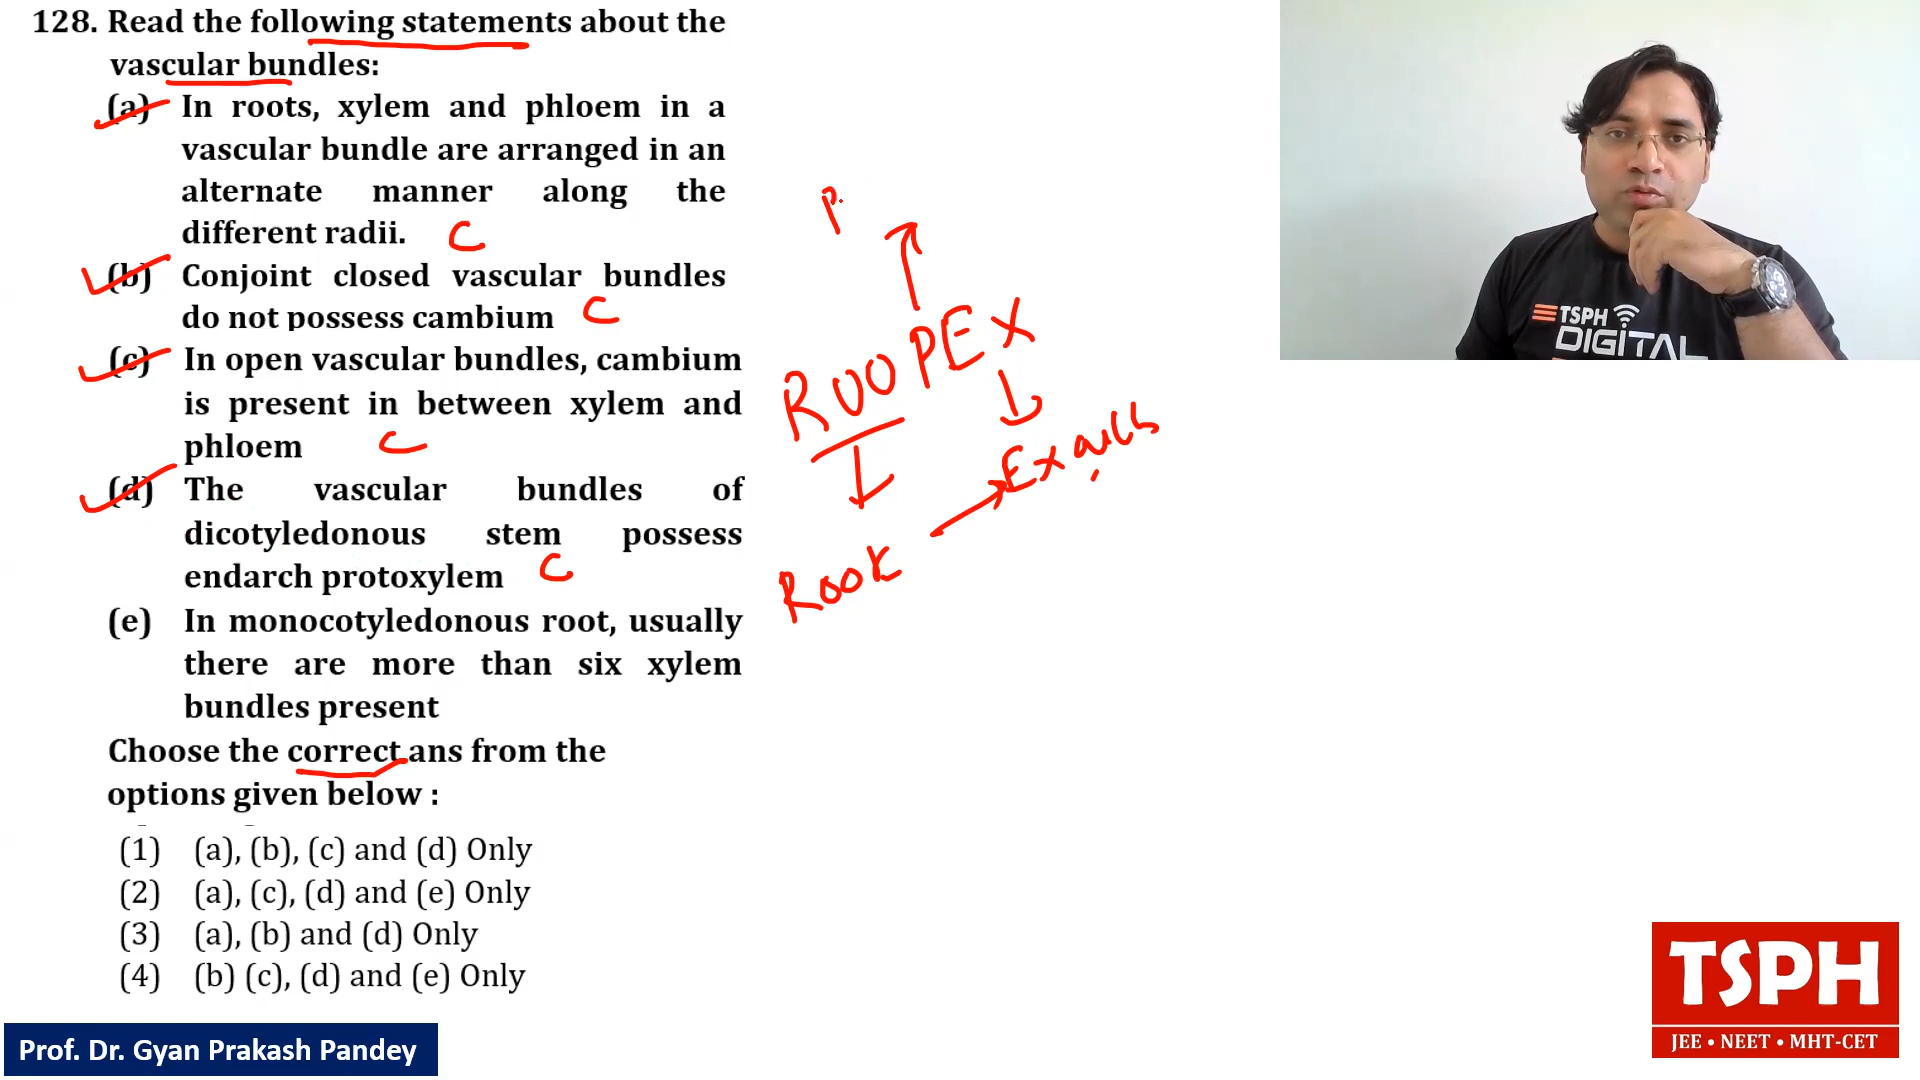 128. Read the following statements about the
vascular bundles:
(a) In roots, xylem and phloem in a
vascular bundle are arranged in an
alternate manner along the
different radii. C
(b) Conjoint closed vascular bundles
do not possess cambium C
(c) In open vascular bundles, cambium
is present in between xylem and
phloem C
(d) The vascular bundles of
dicotyledonous stem possess
endarch protoxylem C
(e) In monocotyledonous root, usually
there are more than six xylem
bundles present
Choose the correct ans from the
options given below :
(1) (a), (b), (c) and (d) Only
(2) (a), (c), (d) and (e) Only
(3) (a), (b) and (d) Only
(4) (b) (c), (d) and (e) Only
P
ROOPEX
Root
TSPH
DIGITAL
Prof. Dr. Gyan Prakash Pandey
TSPH
JEE • NEET • MHT-CET